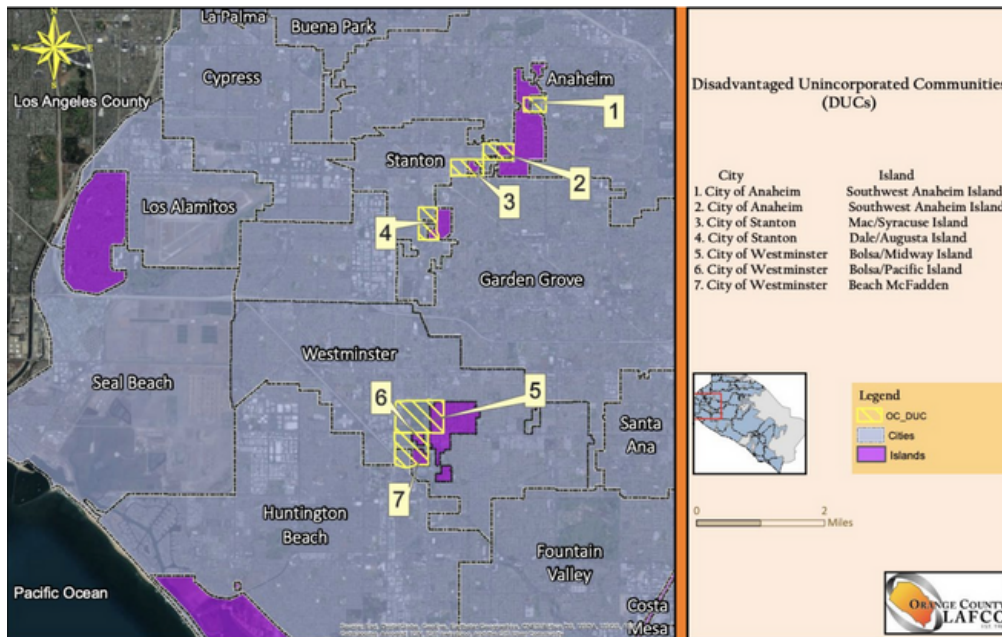 La Palma
Buena Park
Cypress
Anaheim
Los Angeles County
1
Stanton
2
3
Los Alamitos
4
Garden Grove
Westminster
Seal Beach
6
5
Santa
Ana
7
Huntington
Beach
Fountain
Valley
Pacific Ocean
Costa
Mesa
Disadvantaged Unincorporated Communities
(DUCs)
City Island
1. City of Anaheim Southwest Anaheim Island
2. City of Anaheim Southwest Anaheim Island
3. City of Stanton Mac/Syracuse Island
4. City of Stanton Dale/Augusta Island
5. City of Westminster Bolsa/Midway Island
6. City of Westminster Bolsa/Pacific Island
7. City of Westminster Beach McFadden
Legend
OC_DUC
Cities
Islands
0 2
Miles
ORANGE COUNTY
LAFCO